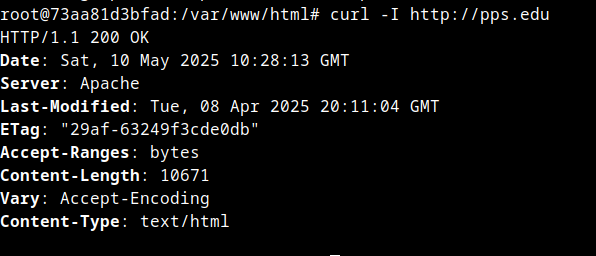 root@73aa81d3bfad:/var/www/html# curl -I http://pps.edu
HTTP/1.1 200 OK
Date: Sat, 10 May 2025 10:28:13 GMT
Server: Apache
Last-Modified: Tue, 08 Apr 2025 20:11:04 GMT
ETag: "29af-63249f3cde0db"
Accept-Ranges: bytes
Content-Length: 10671
Vary: Accept-Encoding
Content-Type: text/html